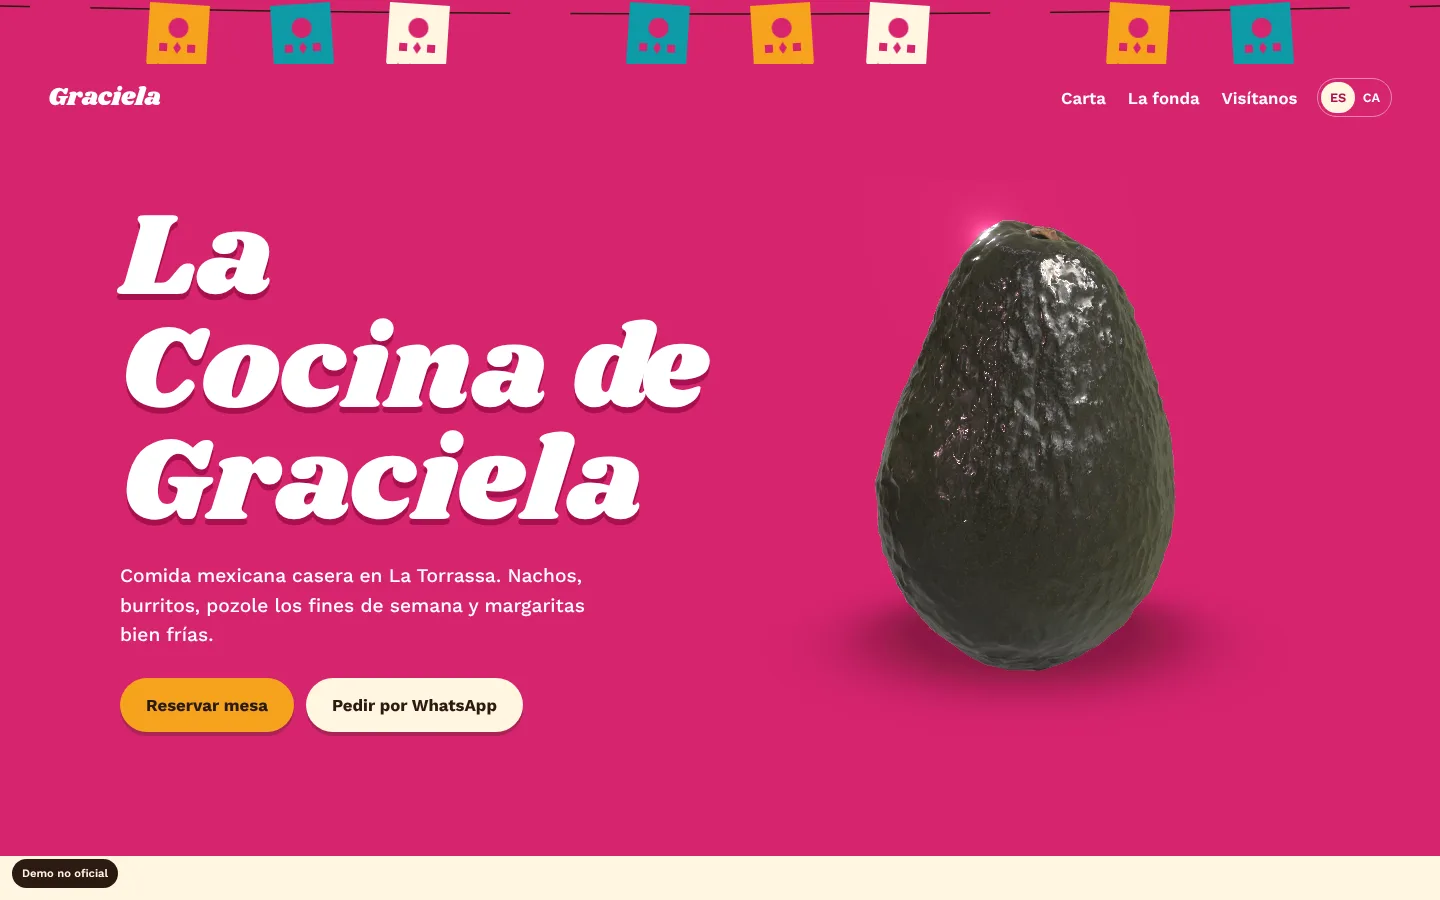 Graciela
Carta
La fonda
Visítanos
ES
CA
La
Cocina de
Graciela
Comida mexicana casera en La Torrassa. Nachos,
burritos, pozole los fines de semana y margaritas
bien frías.
Reservar mesa
Pedir por WhatsApp
Demo no oficial